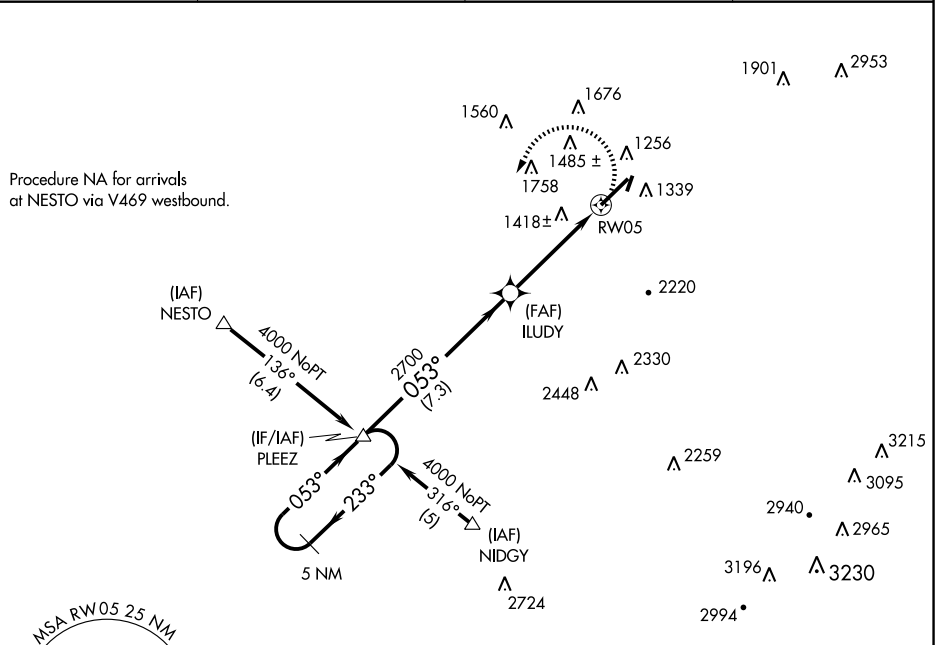 1901
2953
1560
1676
1485 ±
1256
1758
1339
Procedure NA for arrivals
at NESTO via V469 westbound.
1418±
RW05
(IAF)
NESTO
2220
(FAF)
ILUDY
4000 NoPT
136°
(6.4)
2700
053°
(7.3)
2330
2448
(IF/IAF)
PLEEZ
3215
2259
3095
4000 NoPT
316°
(5)
053°
233°
2940
2965
(IAF)
NIDGY
5 NM
3196
3230
2724
2994
MSA RW05 25 NM